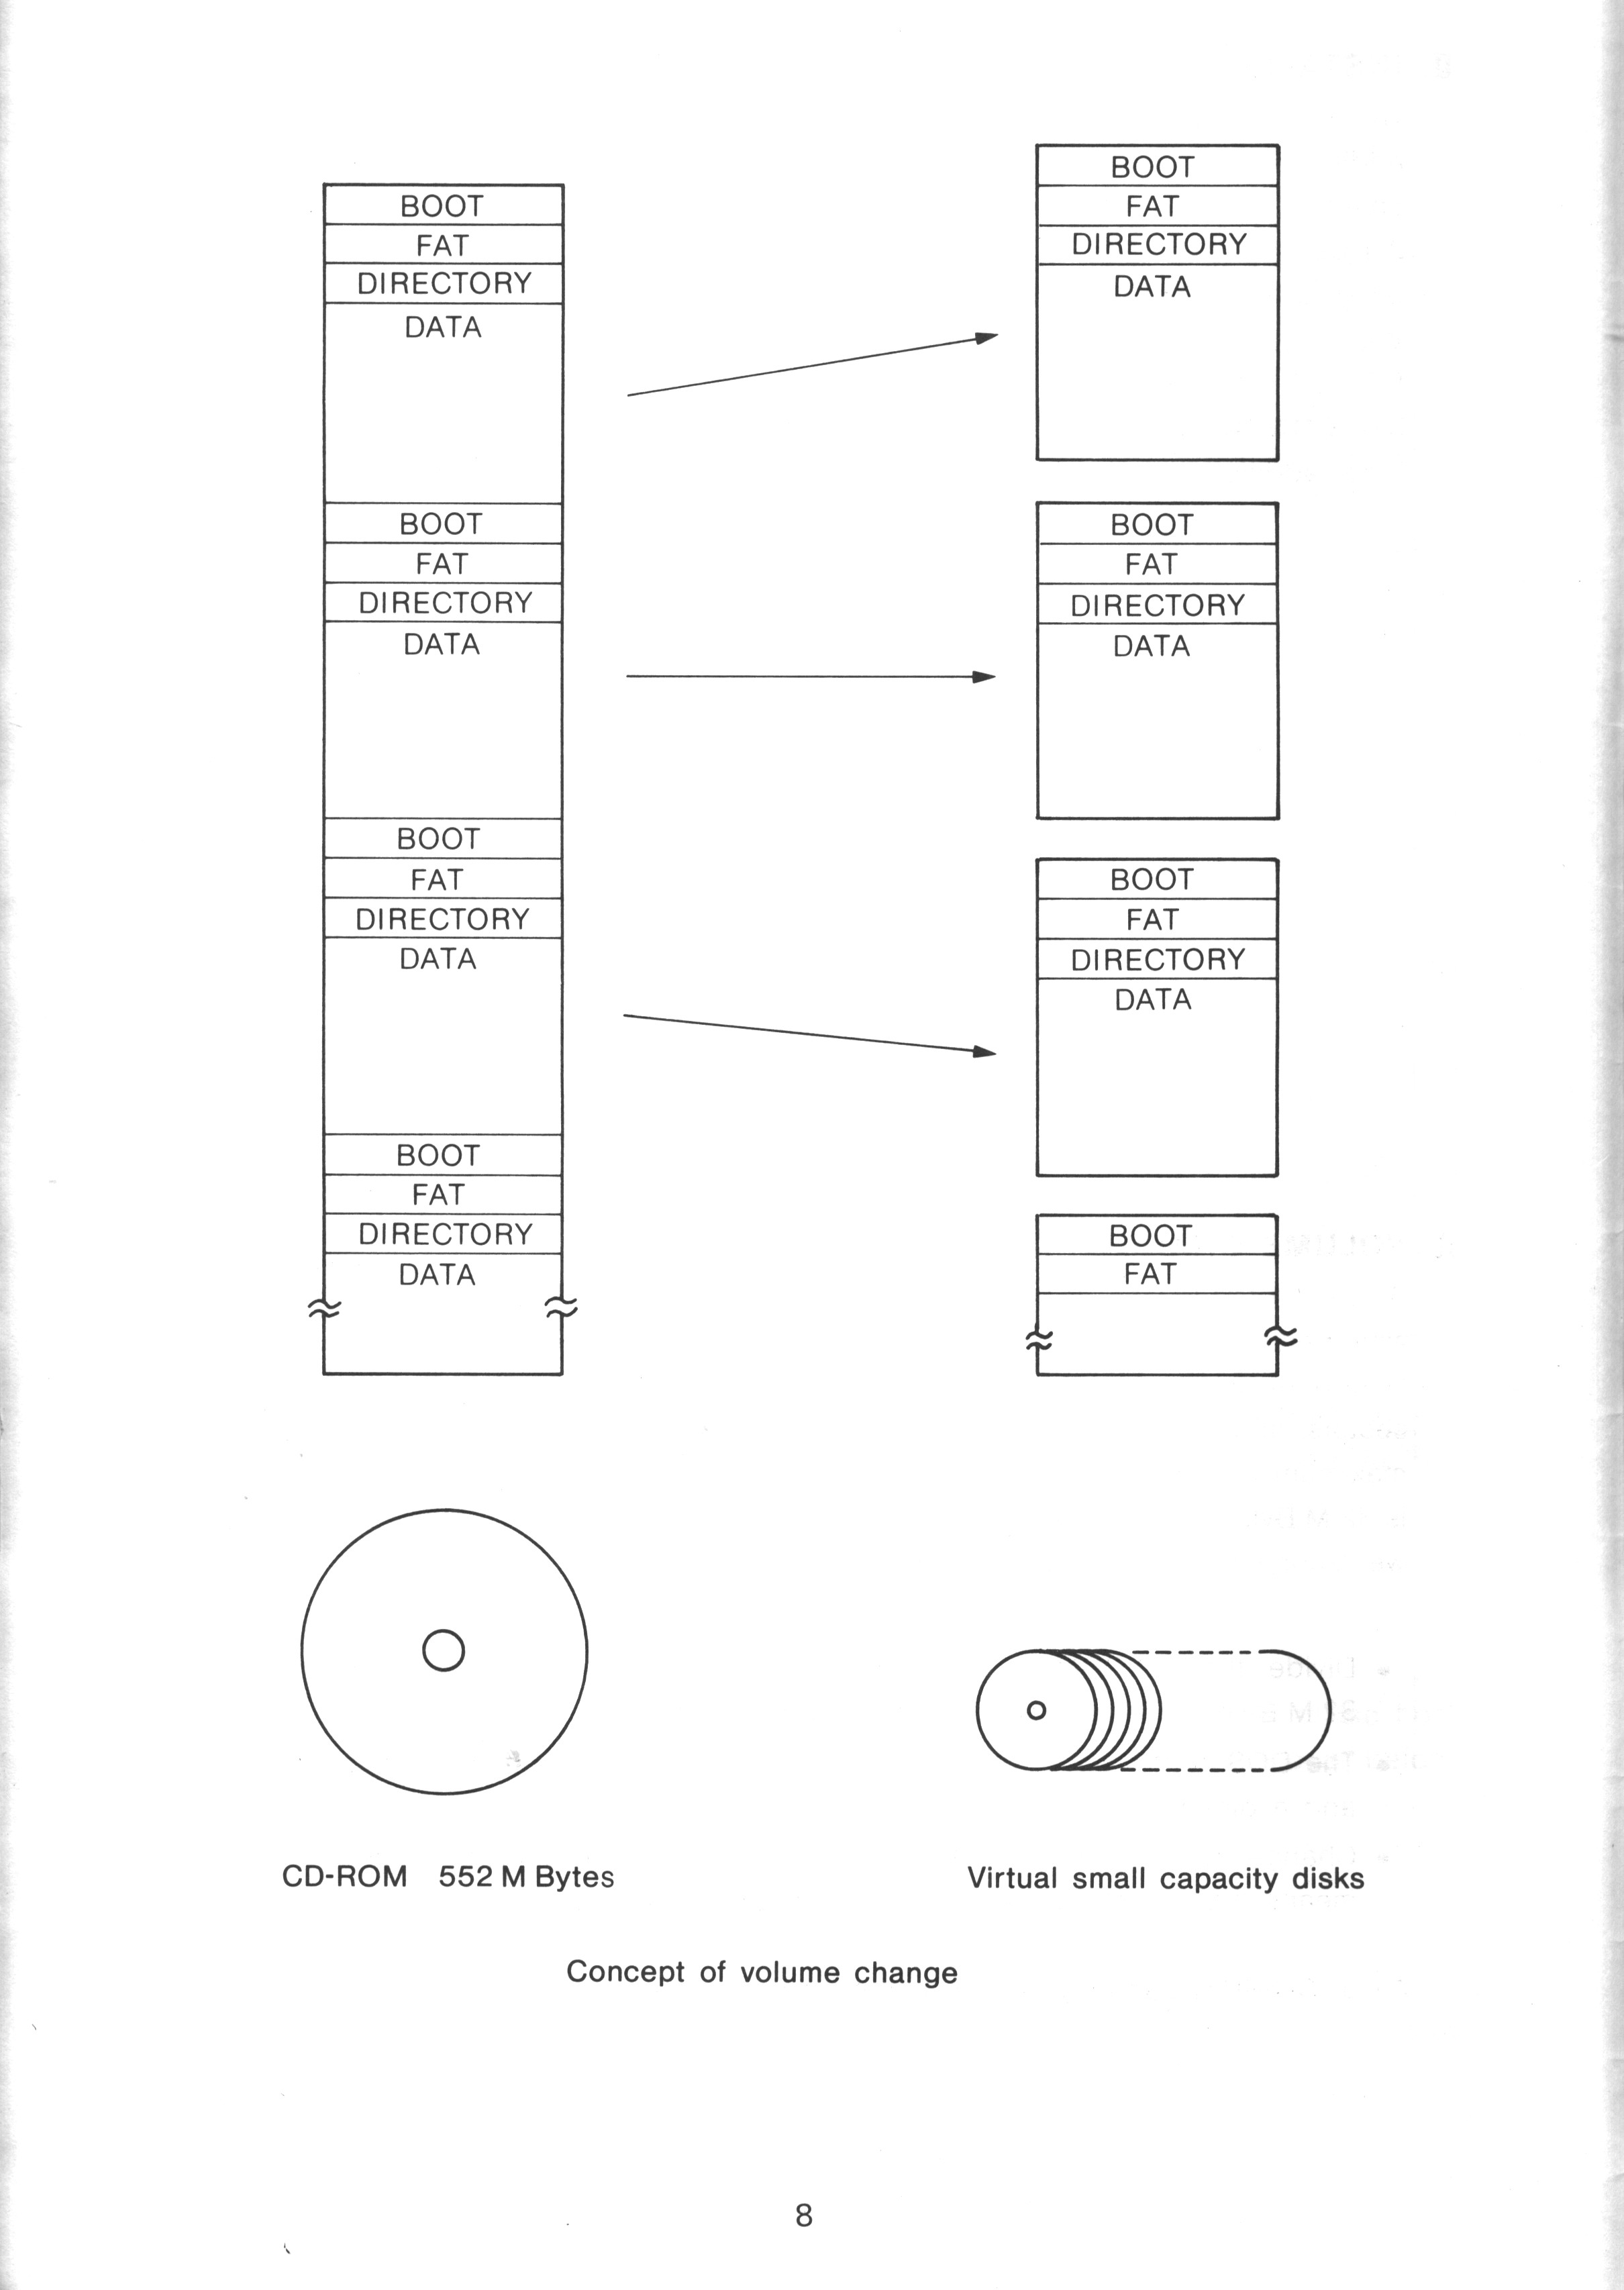 BOOT
FAT
DIRECTORY
DATA
BOOT
FAT
DIRECTORY
DATA
BOOT
FAT
DIRECTORY
DATA
BOOT
FAT
DIRECTORY
DATA
BOOT
FAT
DIRECTORY
DATA
BOOT
FAT
DIRECTORY
DATA
BOOT
FAT
DIRECTORY
DATA
BOOT
FAT
CD-ROM 552 M Bytes
Virtual small capacity disks
Concept of volume change
8